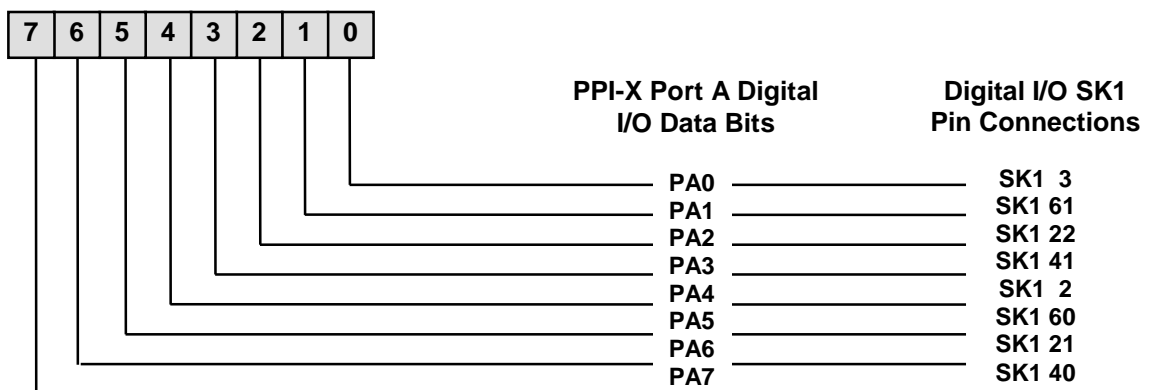 7 6 5 4 3 2 1 0
PPI-X Port A Digital Digital I/O SK1
I/O Data Bits Pin Connections
PA0 SK1 3
PA1 SK1 61
PA2 SK1 22
PA3 SK1 41
PA4 SK1 2
PA5 SK1 60
PA6 SK1 21
PA7 SK1 40